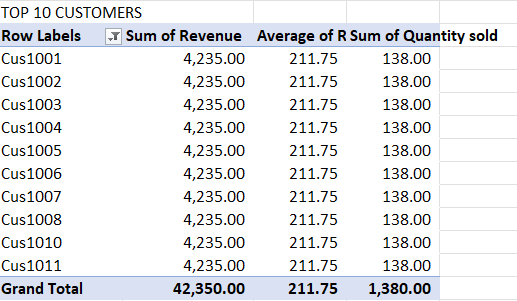 TOP 10 CUSTOMERS
Row Labels Sum of Revenue Average of R Sum of Quantity sold
Cus1001 4,235.00 211.75 138.00
Cus1002 4,235.00 211.75 138.00
Cus1003 4,235.00 211.75 138.00
Cus1004 4,235.00 211.75 138.00
Cus1005 4,235.00 211.75 138.00
Cus1006 4,235.00 211.75 138.00
Cus1007 4,235.00 211.75 138.00
Cus1008 4,235.00 211.75 138.00
Cus1010 4,235.00 211.75 138.00
Cus1011 4,235.00 211.75 138.00
Grand Total 42,350.00 211.75 1,380.00